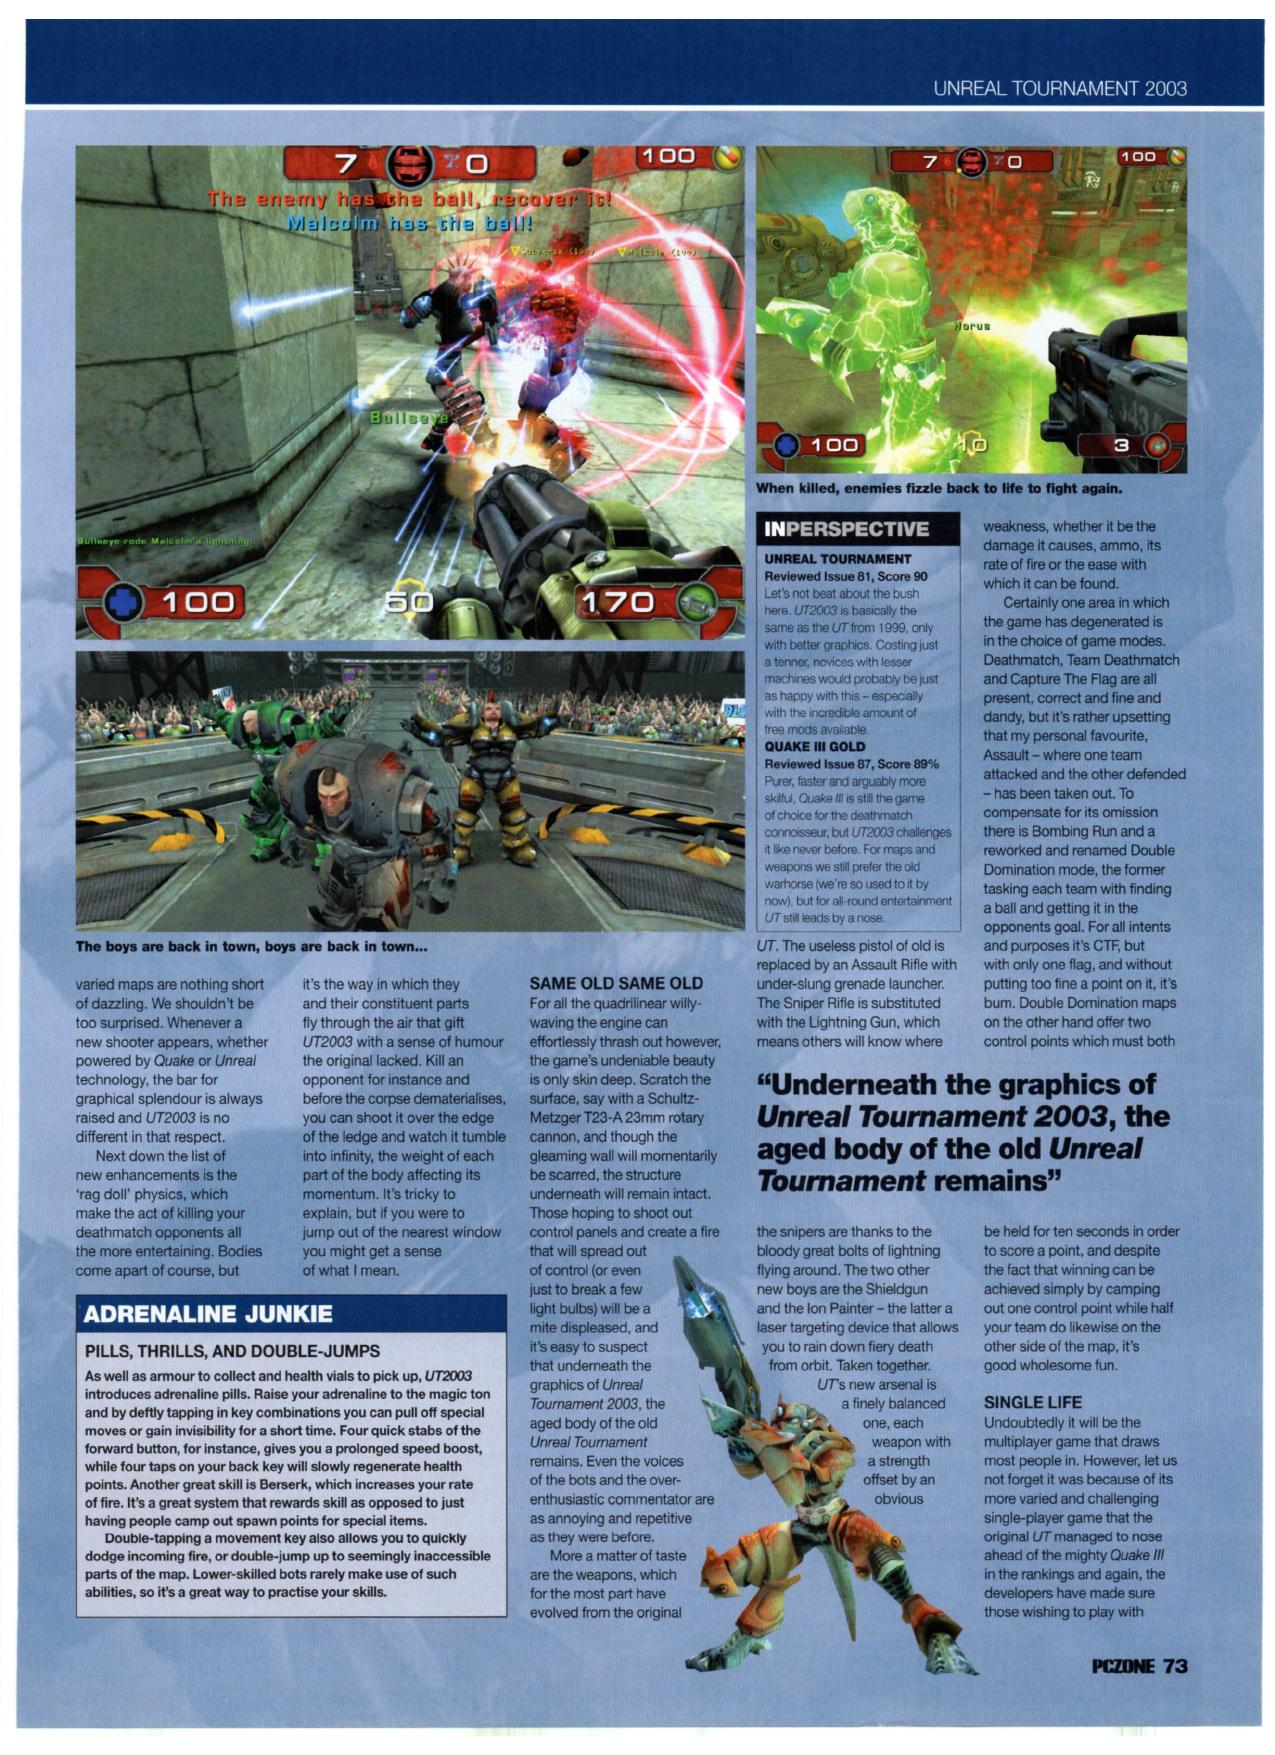 UNREAL TOURNAMENT 2003
7 0
100
The enemy has the ball, recover it!
Malcolm has the ball!
Subversa (100) Malcolm (100)
Bullseye
Bullseye rode Malcolm's lightning.
100
50
170
7 0
100
Horus
100
10
3
When killed, enemies fizzle back to life to fight again.
The boys are back in town, boys are back in town...
varied maps are nothing short
of dazzling. We shouldn't be
too surprised. Whenever a
new shooter appears, whether
powered by Quake or Unreal
technology, the bar for
graphical splendour is always
raised and UT2003 is no
different in that respect.
Next down the list of
new enhancements is the
'rag doll' physics, which
make the act of killing your
deathmatch opponents all
the more entertaining. Bodies
come apart of course, but
it's the way in which they
and their constituent parts
fly through the air that gift
UT2003 with a sense of humour
the original lacked. Kill an
opponent for instance and
before the corpse dematerialises,
you can shoot it over the edge
of the ledge and watch it tumble
into infinity, the weight of each
part of the body affecting its
momentum. It's tricky to
explain, but if you were to
jump out of the nearest window
you might get a sense
of what I mean.
ADRENALINE JUNKIE
PILLS, THRILLS, AND DOUBLE-JUMPS
As well as armour to collect and health vials to pick up, UT2003
introduces adrenaline pills. Raise your adrenaline to the magic ton
and by deftly tapping in key combinations you can pull off special
moves or gain invisibility for a short time. Four quick stabs of the
forward button, for instance, gives you a prolonged speed boost,
while four taps on your back key will slowly regenerate health
points. Another great skill is Berserk, which increases your rate
of fire. It's a great system that rewards skill as opposed to just
having people camp out spawn points for special items.
Double-tapping a movement key also allows you to quickly
dodge incoming fire, or double-jump up to seemingly inaccessible
parts of the map. Lower-skilled bots rarely make use of such
abilities, so it's a great way to practise your skills.
SAME OLD SAME OLD
For all the quadrilinear willy-
waving the engine can
effortlessly thrash out however,
the game's undeniable beauty
is only skin deep. Scratch the
surface, say with a Schultz-
Metzger T23-A 23mm rotary
cannon, and though the
gleaming wall will momentarily
be scarred, the structure
underneath will remain intact.
Those hoping to shoot out
control panels and create a fire
that will spread out
of control (or even
just to break a few
light bulbs) will be a
mite displeased, and
it's easy to suspect
that underneath the
graphics of Unreal
Tournament 2003, the
aged body of the old
Unreal Tournament
remains. Even the voices
of the bots and the over-
enthusiastic commentator are
as annoying and repetitive
as they were before.
More a matter of taste
are the weapons, which
for the most part have
evolved from the original
INPERSPECTIVE
UNREAL TOURNAMENT
Reviewed Issue 81, Score 90
Let's not beat about the bush
here. UT2003 is basically the
same as the UT from 1999, only
with better graphics. Costing just
a tenner, novices with lesser
machines would probably be just
as happy with this – especially
with the incredible amount of
free mods available.
QUAKE III GOLD
Reviewed Issue 87, Score 89%
Purer, faster and arguably more
skilful, Quake III is still the game
of choice for the deathmatch
connoisseur, but UT2003 challenges
it like never before. For maps and
weapons we still prefer the old
warhorse (we're so used to it by
now), but for all-round entertainment
UT still leads by a nose.
UT. The useless pistol of old is
replaced by an Assault Rifle with
under-slung grenade launcher.
The Sniper Rifle is substituted
with the Lightning Gun, which
means others will know where
"Underneath the graphics of
Unreal Tournament 2003, the
aged body of the old Unreal
Tournament remains"
the snipers are thanks to the
bloody great bolts of lightning
flying around. The two other
new boys are the Shieldgun
and the Ion Painter – the latter a
laser targeting device that allows
you to rain down fiery death
from orbit. Taken together.
UT's new arsenal is
a finely balanced
one, each
weapon with
a strength
offset by an
obvious
weakness, whether it be the
damage it causes, ammo, its
rate of fire or the ease with
which it can be found.
Certainly one area in which
the game has degenerated is
in the choice of game modes.
Deathmatch, Team Deathmatch
and Capture The Flag are all
present, correct and fine and
dandy, but it's rather upsetting
that my personal favourite,
Assault – where one team
attacked and the other defended
– has been taken out. To
compensate for its omission
there is Bombing Run and a
reworked and renamed Double
Domination mode, the former
tasking each team with finding
a ball and getting it in the
opponents goal. For all intents
and purposes it's CTF, but
with only one flag, and without
putting too fine a point on it, it's
bum. Double Domination maps
on the other hand offer two
control points which must both
be held for ten seconds in order
to score a point, and despite
the fact that winning can be
achieved simply by camping
out one control point while half
your team do likewise on the
other side of the map, it's
good wholesome fun.
SINGLE LIFE
Undoubtedly it will be the
multiplayer game that draws
most people in. However, let us
not forget it was because of its
more varied and challenging
single-player game that the
original UT managed to nose
ahead of the mighty Quake III
in the rankings and again, the
developers have made sure
those wishing to play with
PCZONE 73